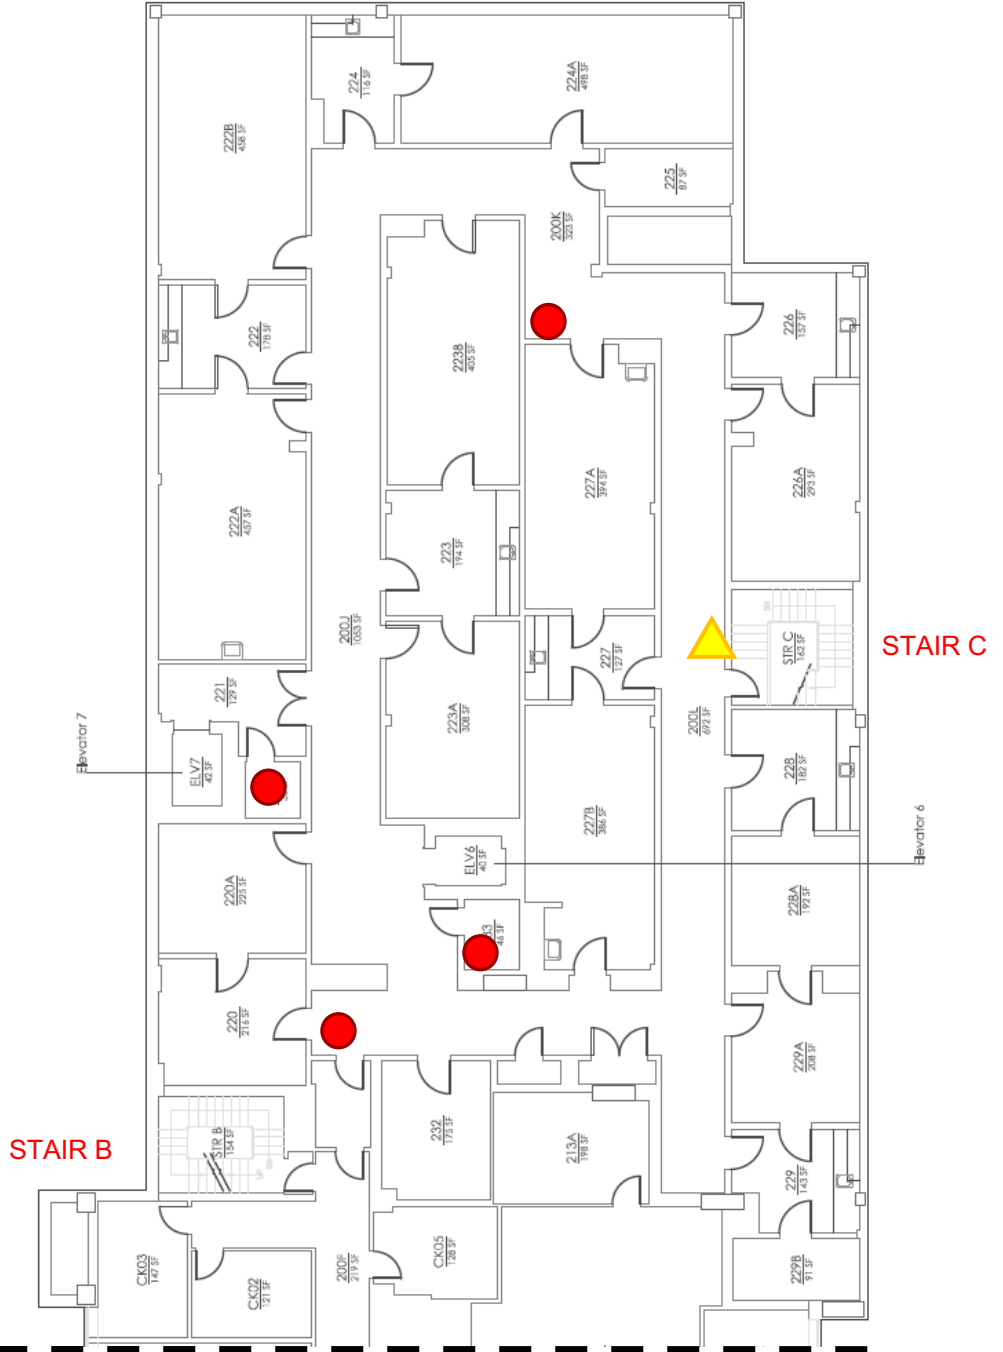 224
116 SF
224A
498 SF
222B
458 SF
225
87 SF
200K
323 SF
222
178 SF
226
157 SF
223B
405 SF
227A
394 SF
226A
293 SF
222A
457 SF
223
194 SF
200J
1053 SF
STR C
162 SF
STAIR C
227
127 SF
221
129 SF
223A
308 SF
200L
692 SF
Elevator 7
ELV7
42 SF
228
182 SF
227B
386 SF
Elevator 6
ELV6
40 SF
220A
225 SF
228A
192 SF
46 SF
220
216 SF
229A
208 SF
STR B
154 SF
STAIR B
232
175 SF
213A
198 SF
229
143 SF
CK03
147 SF
CK02
121 SF
200F
219 SF
CK05
128 SF
229B
91 SF